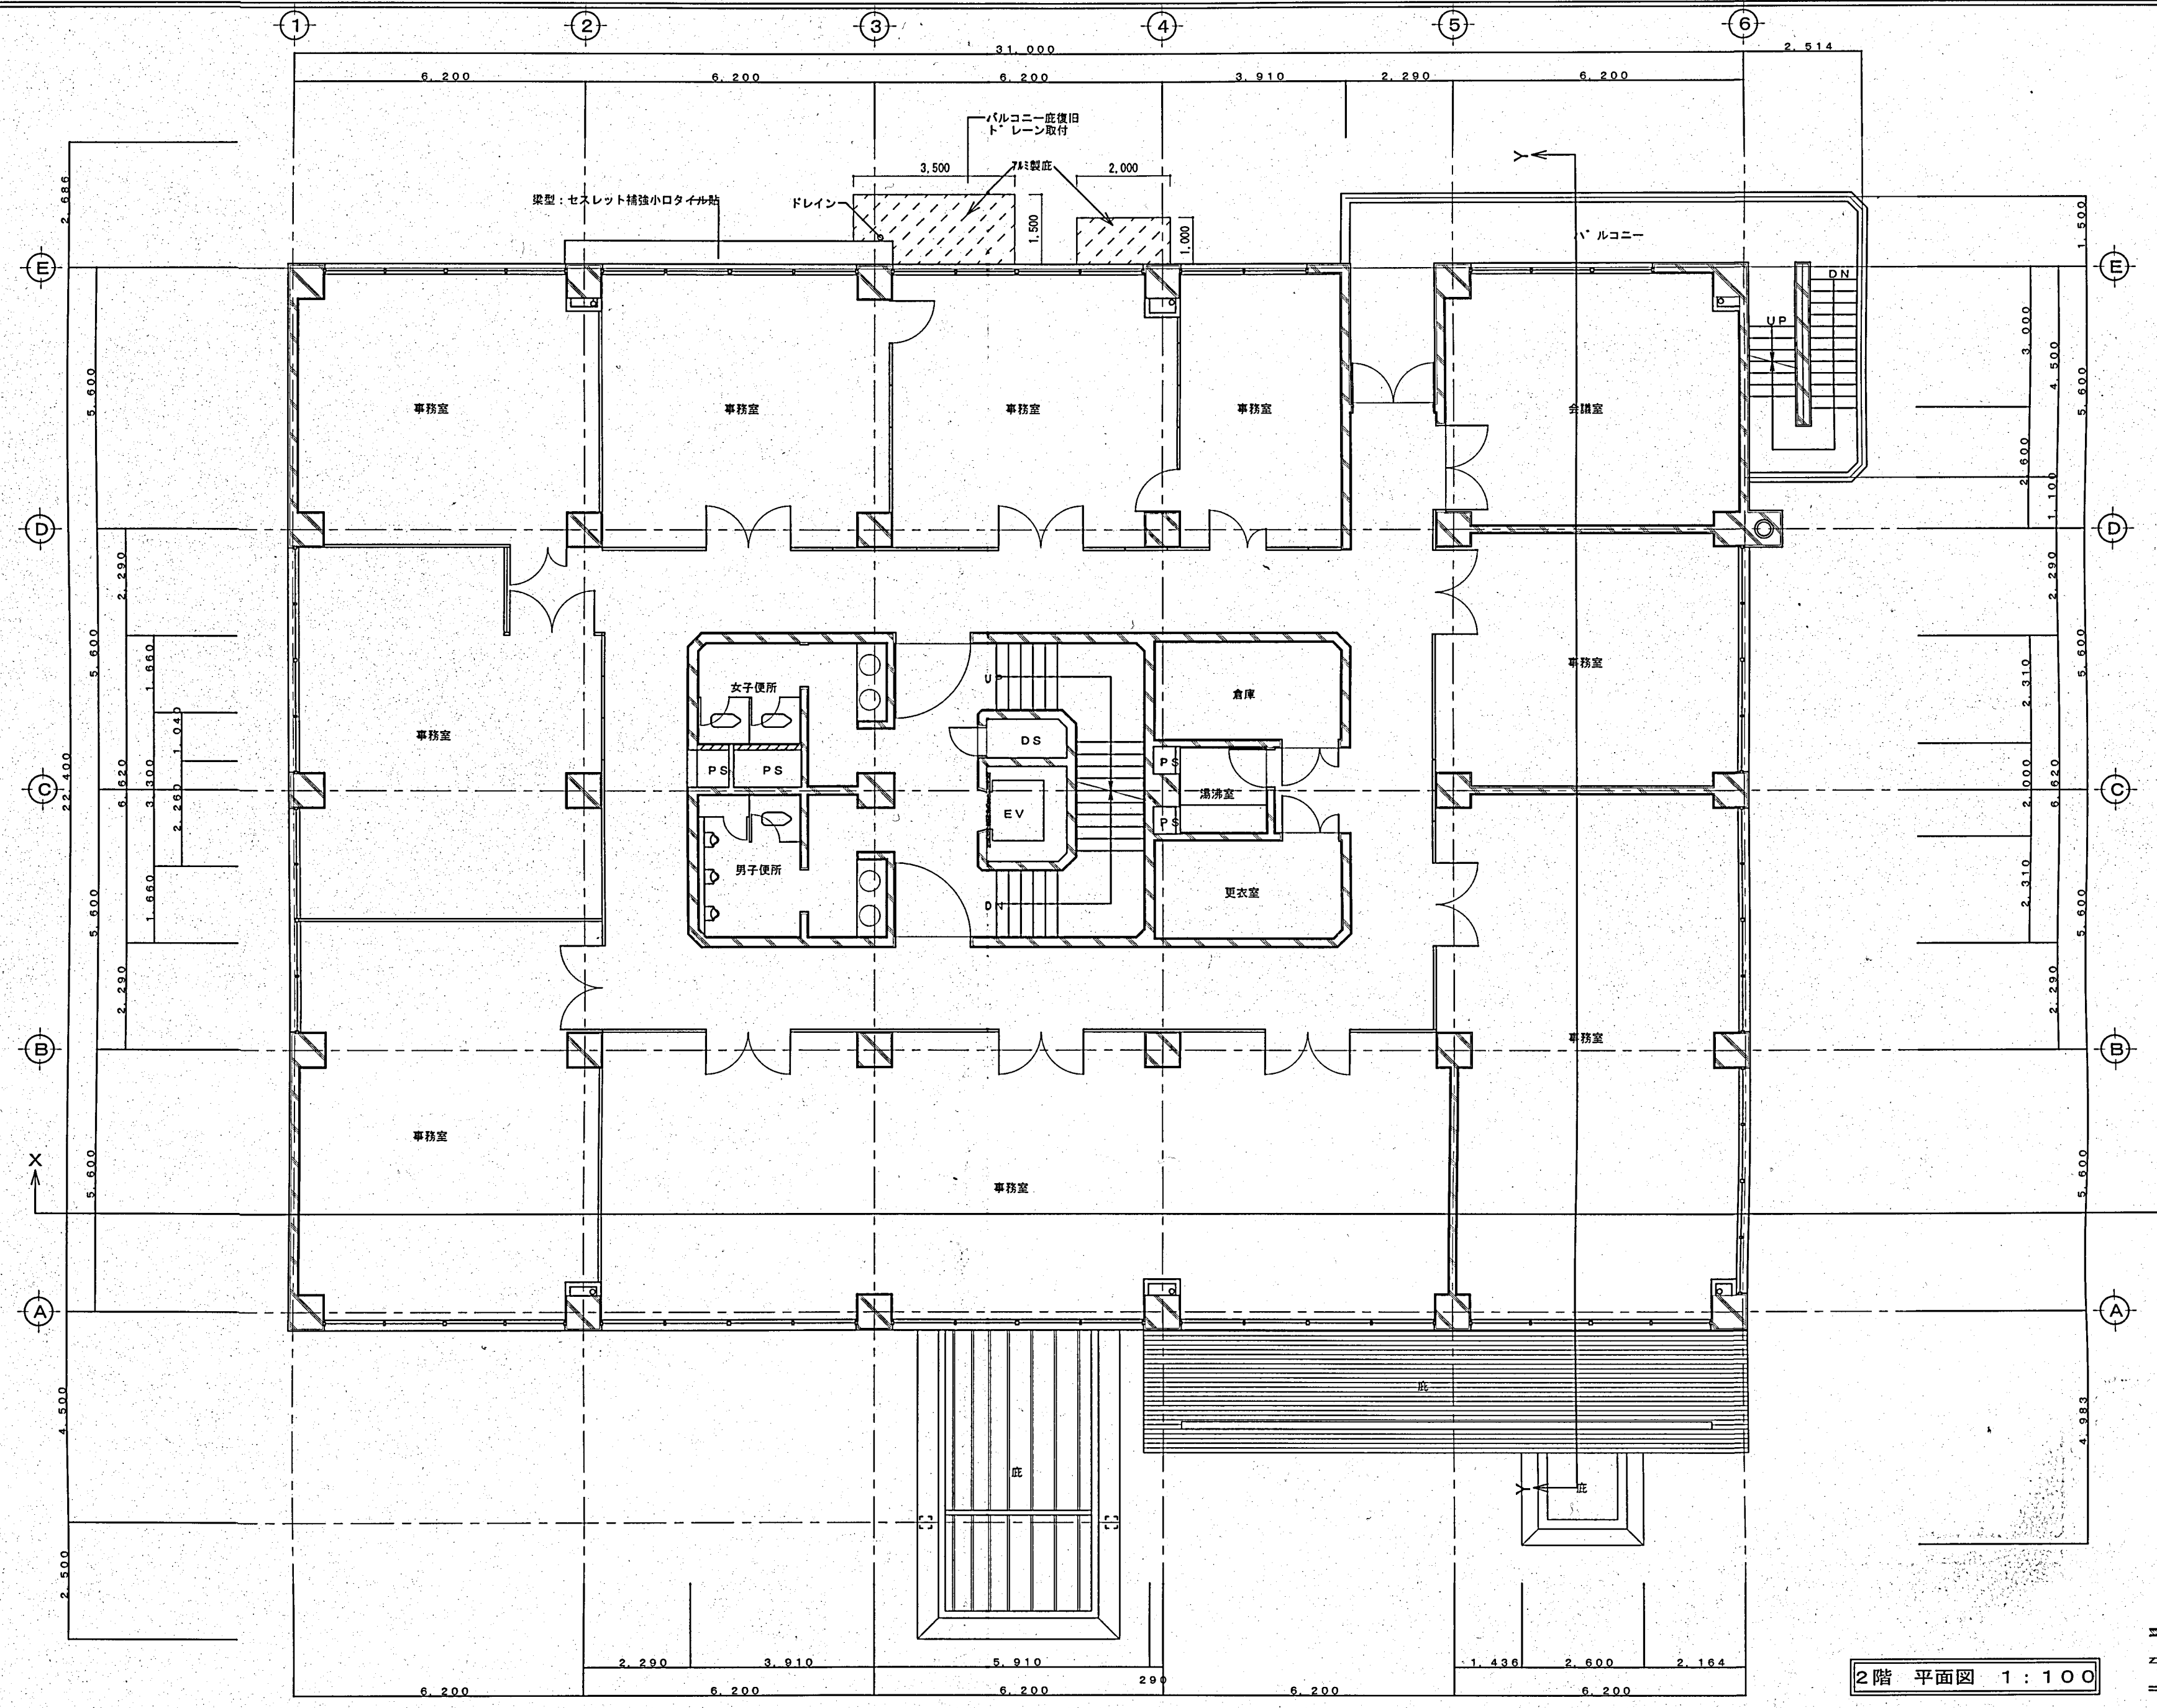 1 2 3 4 5 6
31,000 2,514
6,200 6,200 6,200 3,910 2,290 6,200
バルコニー庇復旧
ドレーン取付
アルミ製庇
3,500 2,000
梁型：セスレット補強小口タイル貼
ドレイン
1,500 1,000
Y
バルコニー
2,686
1,500
E E
DN
UP
5,600
3,000
4,500
5,600
事務室 事務室 事務室 事務室 会議室
2,600
1,100
D D
2,290
2,290
5,600
1,660
事務室
5,600
2,310
女子便所
UP
倉庫
1,040
事務室
DS
PS PS
PS
22,400
6,620
3,300
2,260
C C
2,000
6,620
EV
湯沸室
PS
男子便所
DN
更衣室
1,660
5,600
2,310
5,600
2,290
2,290
B B
事務室
事務室
X
5,600
事務室
5,600
A A
庇
4,500
4,983
庇
Y
庇
2,500
2,290 3,910 5,910 1,436 2,600 2,164
290
6,200 6,200 6,200 6,200 6,200
2階 平面図 1:100